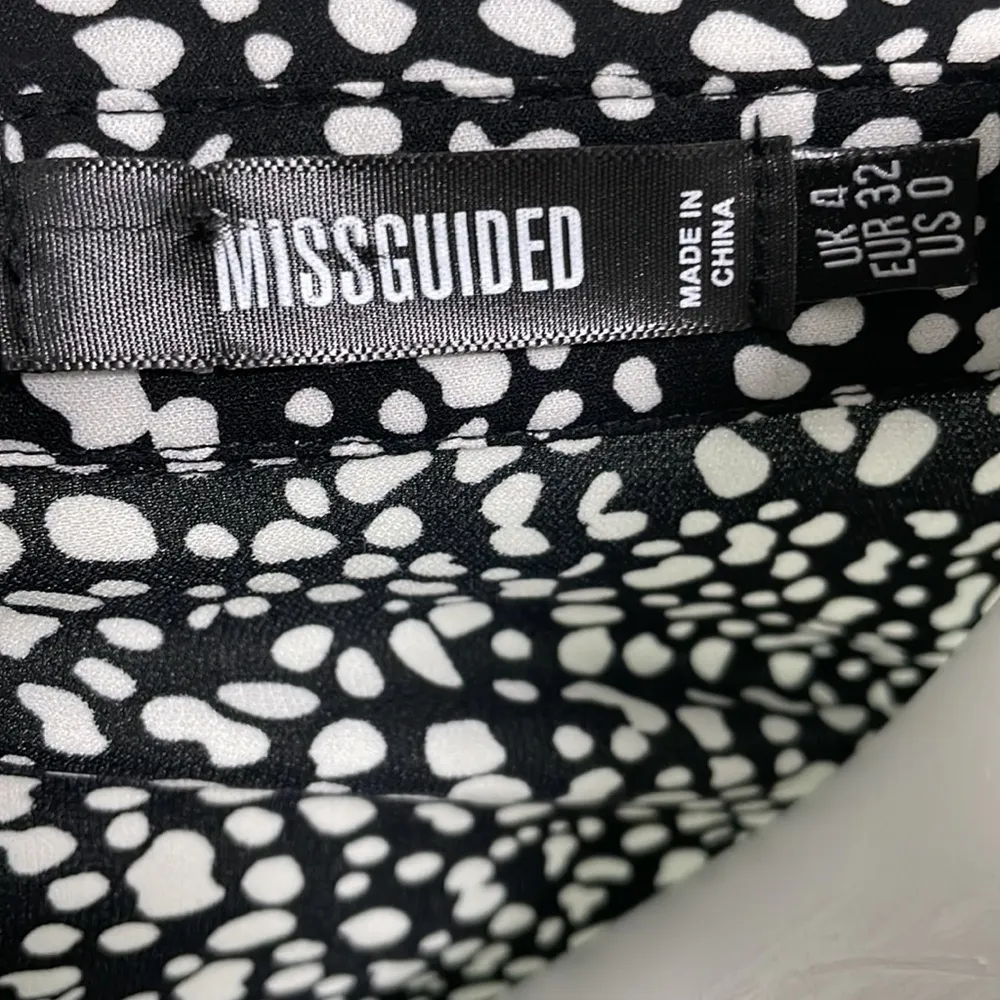 MISSGUIDED
MADE IN
CHINA
UK 4
EUR 32
US 0